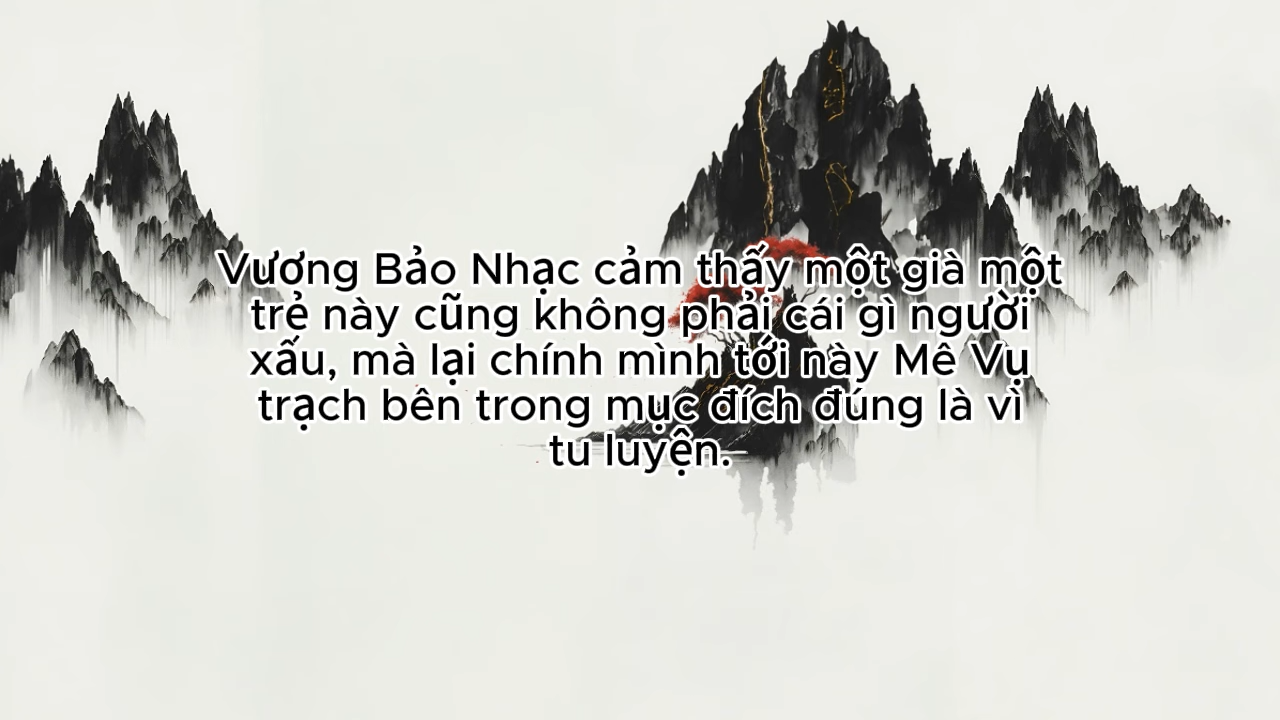 Vương Bảo Nhạc cảm thấy một già một
trẻ này cũng không phải cái gì người
xấu, mà lại chính mình tới này Mê Vụ
trạch bên trong mục đích đúng là vì
tu luyện.